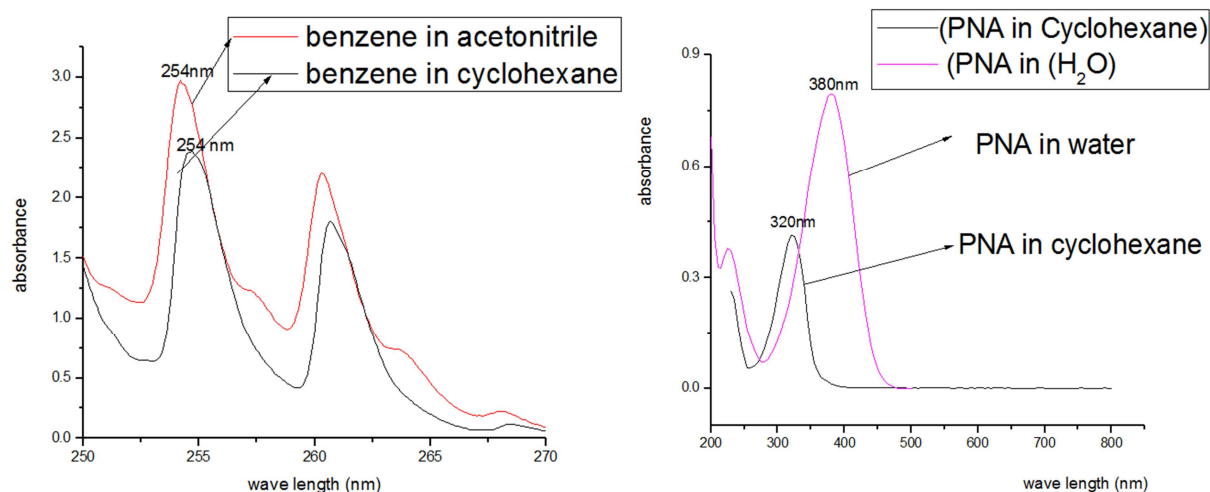 benzene in acetonitrile
benzene in cyclohexane
254nm
254 nm
3.0
2.5
2.0
1.5
1.0
0.5
0.0
absorbance
250
255
260
265
270
wave length (nm)
(PNA in Cyclohexane)
(PNA in (H₂O)
380nm
PNA in water
320nm
PNA in cyclohexane
0.9
0.6
0.3
0.0
absorbance
200
300
400
500
600
700
800
wave length (nm)